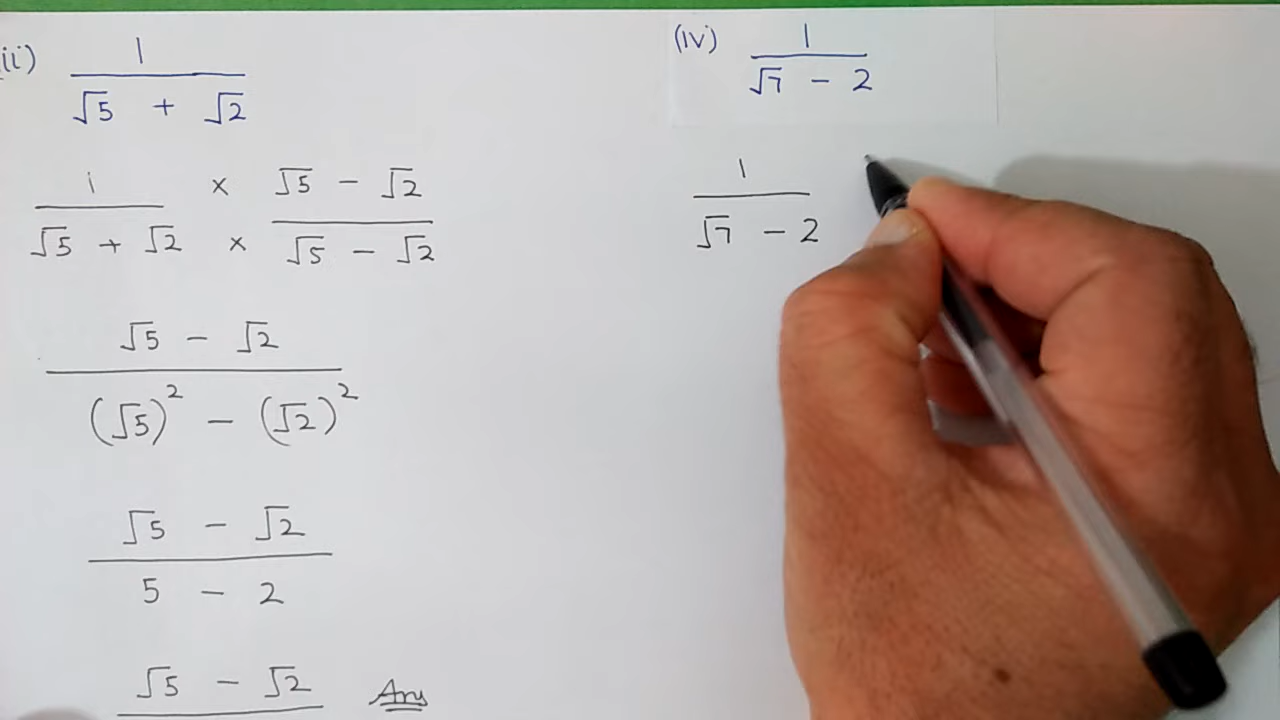 ii) 1
√5 + √2
1 × √5 − √2
√5 + √2 × √5 − √2
√5 − √2
(√5)² − (√2)²
√5 − √2
5 − 2
√5 − √2 Ans
(iv) 1
√7 − 2
1
√7 − 2